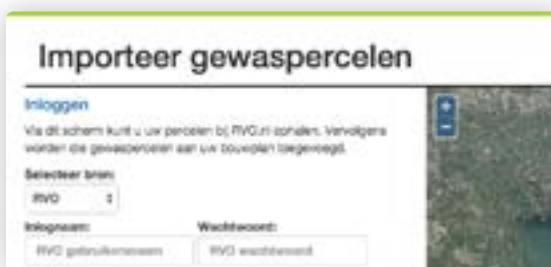 Importeer gewaspercelen
Inloggen
Via dit scherm kunt u uw percelen bij RVO.nl ophalen. Vervolgens
worden die gewaspercelen aan uw bouwplan toegevoegd.
Selecteer bron:
RVO
Inlognaam: Wachtwoord:
RVO gebruikersnaam RVO wachtwoord
+
-